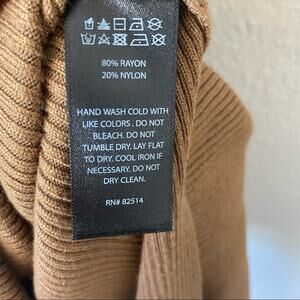 80% RAYON
20% NYLON
HAND WASH COLD WITH
LIKE COLORS . DO NOT
BLEACH. DO NOT
TUMBLE DRY. LAY FLAT
TO DRY. COOL IRON IF
NECESSARY. DO NOT
DRY CLEAN.
RN# 82514